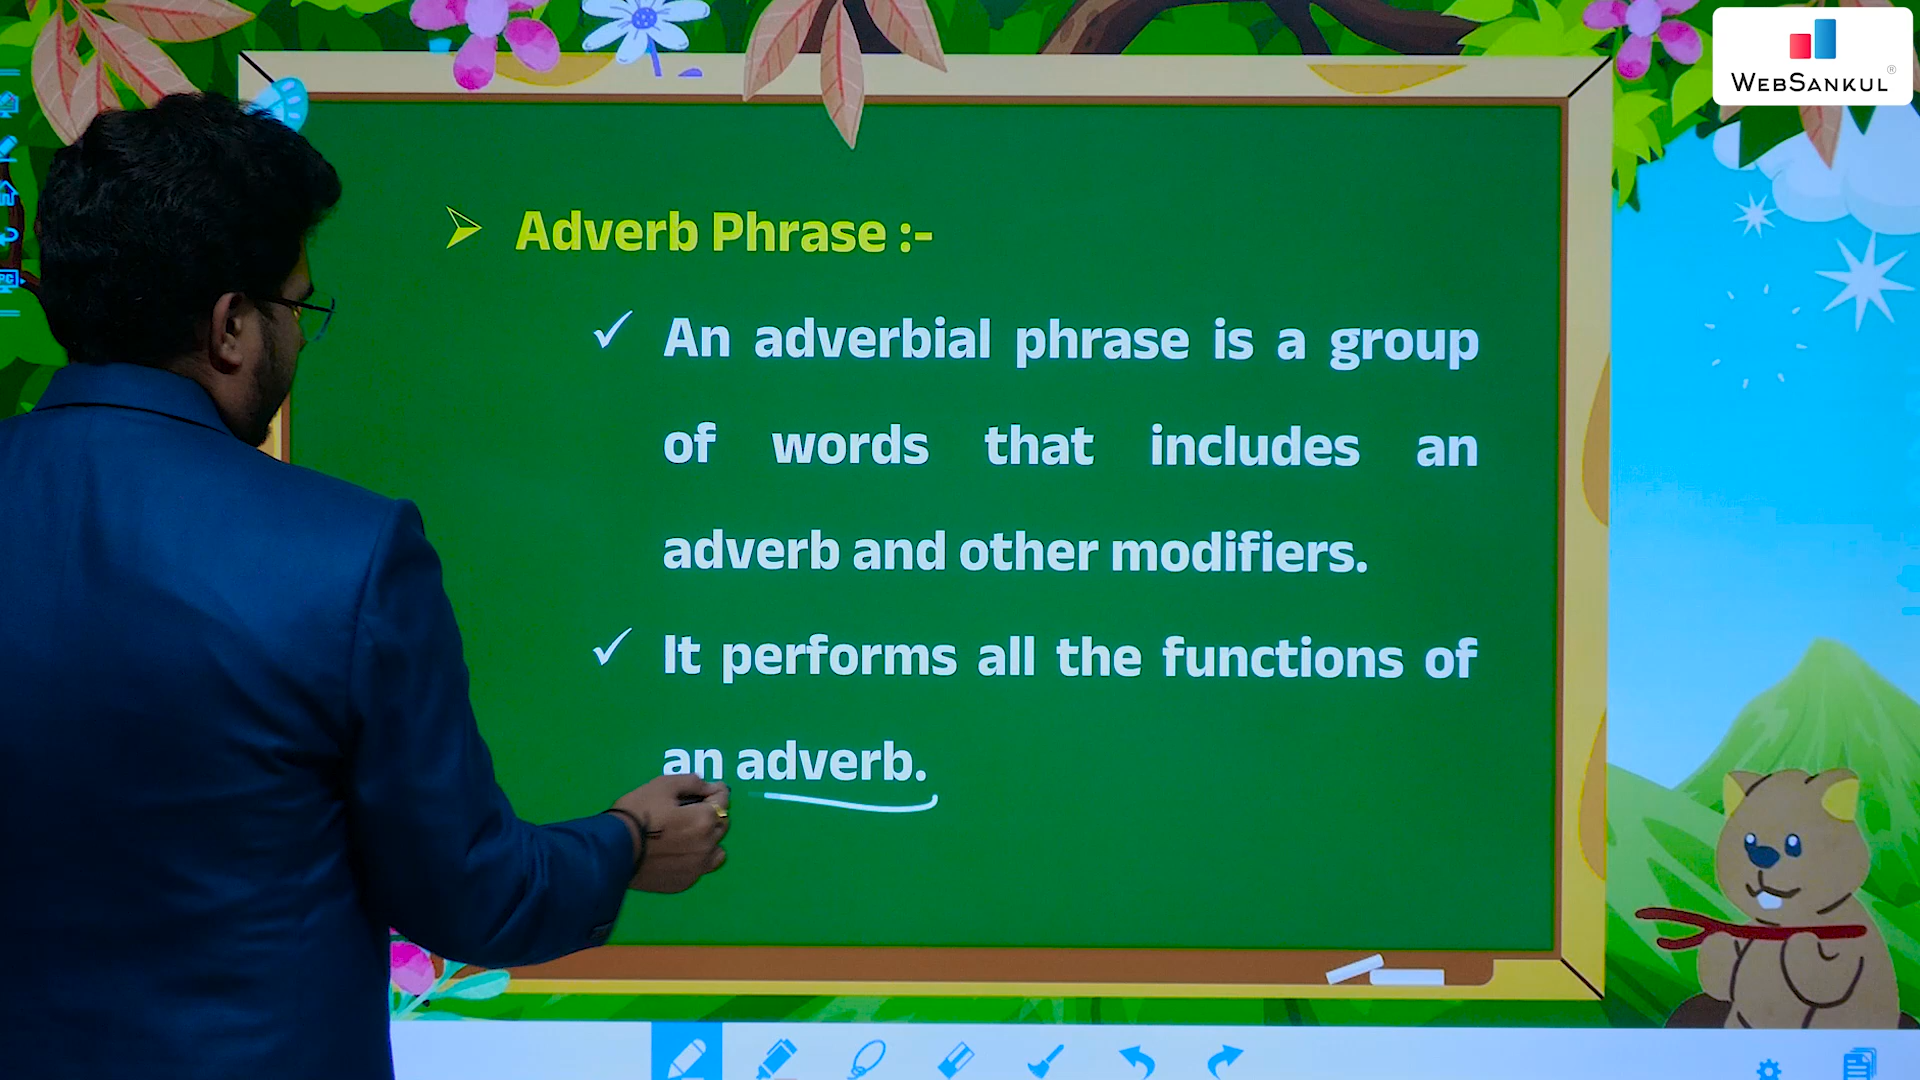 WEBSANKUL®
Adverb Phrase :-
An adverbial phrase is a group
of words that includes an
adverb and other modifiers.
It performs all the functions of
an adverb.
PC